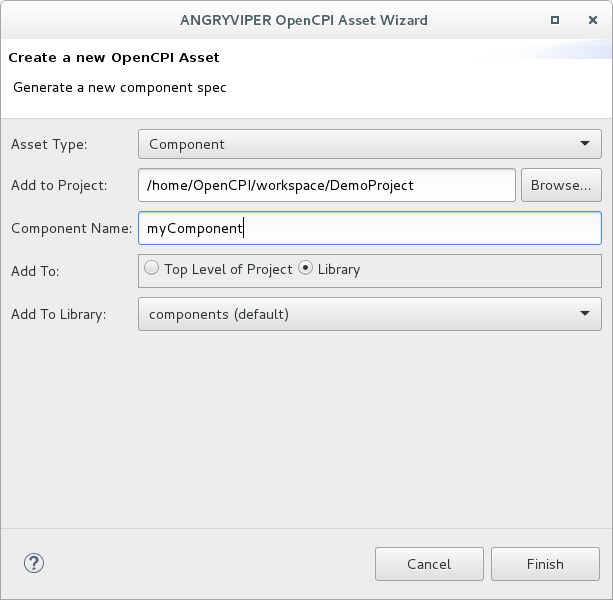 ANGRYVIPER OpenCPI Asset Wizard
Create a new OpenCPI Asset
Generate a new component spec
Asset Type: Component
Add to Project: /home/OpenCPI/workspace/DemoProject Browse...
Component Name: myComponent
Add To: Top Level of Project Library
Add To Library: components (default)
? Cancel Finish